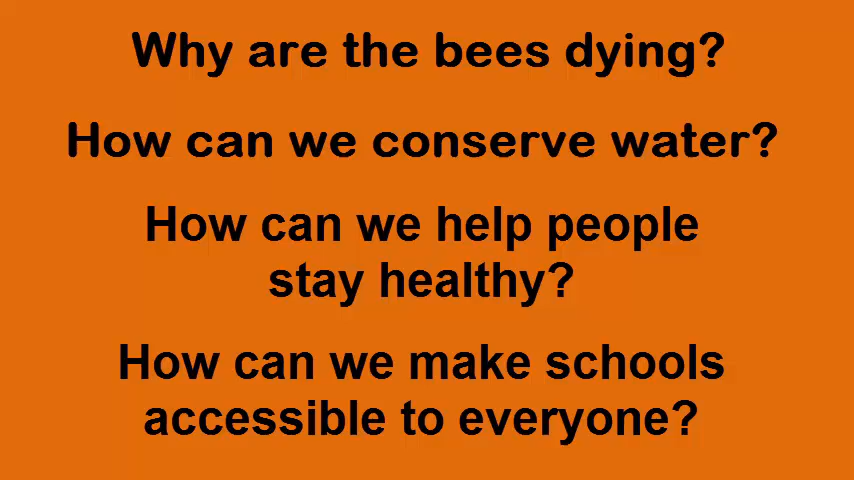 Why are the bees dying?
How can we conserve water?
How can we help people
stay healthy?
How can we make schools
accessible to everyone?